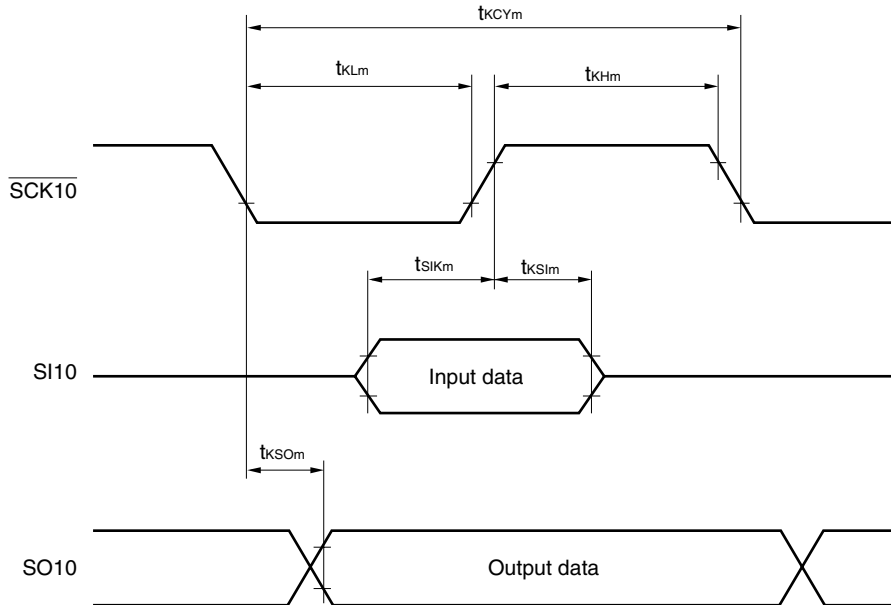 tKCYm
tKLm
tKHm
SCK10
tSIKm
tKSIm
SI10
Input data
tKSOm
SO10
Output data